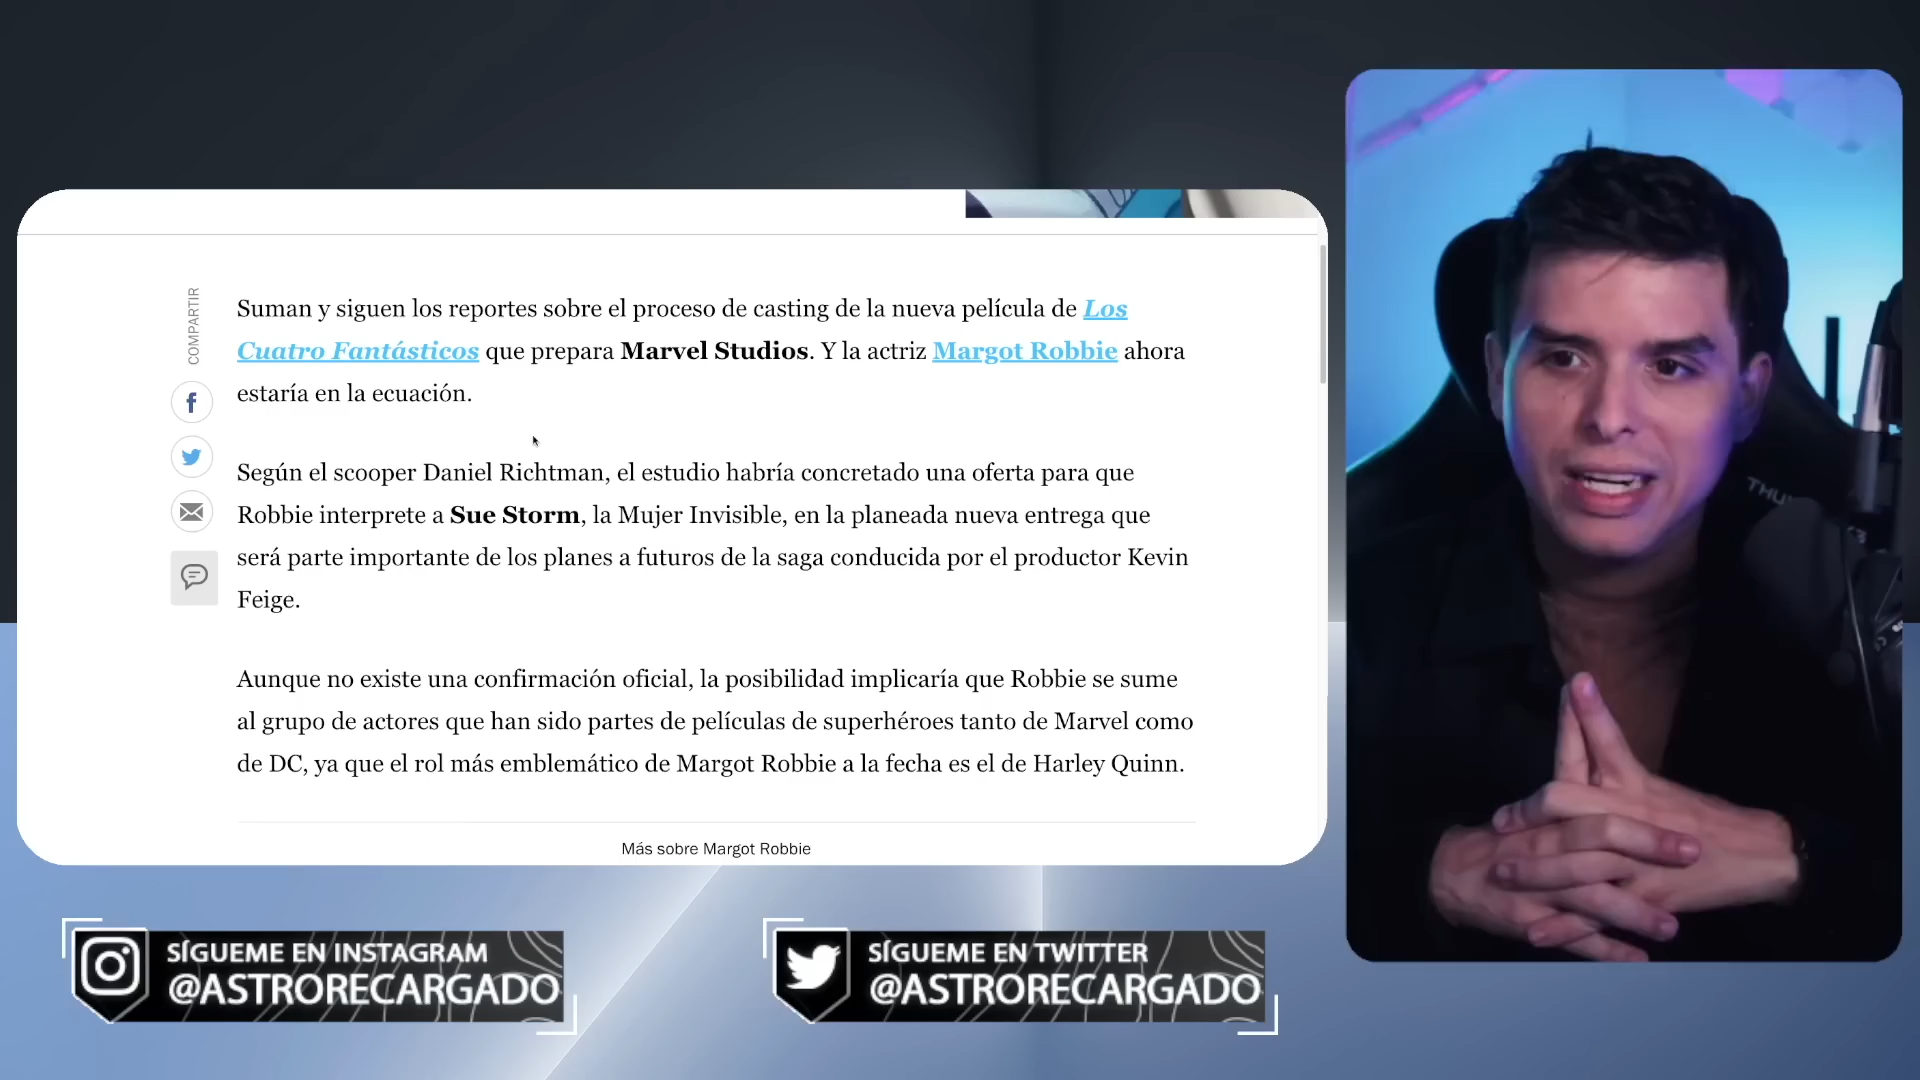 COMPARTIR
Suman y siguen los reportes sobre el proceso de casting de la nueva película de Los
Cuatro Fantásticos que prepara Marvel Studios. Y la actriz Margot Robbie ahora
estaría en la ecuación.
Según el scooper Daniel Richtman, el estudio habría concretado una oferta para que
Robbie interprete a Sue Storm, la Mujer Invisible, en la planeada nueva entrega que
será parte importante de los planes a futuros de la saga conducida por el productor Kevin
Feige.
Aunque no existe una confirmación oficial, la posibilidad implicaría que Robbie se sume
al grupo de actores que han sido partes de películas de superhéroes tanto de Marvel como
de DC, ya que el rol más emblemático de Margot Robbie a la fecha es el de Harley Quinn.
Más sobre Margot Robbie
SÍGUEME EN INSTAGRAM
@ASTRORECARGADO
SÍGUEME EN TWITTER
@ASTRORECARGADO